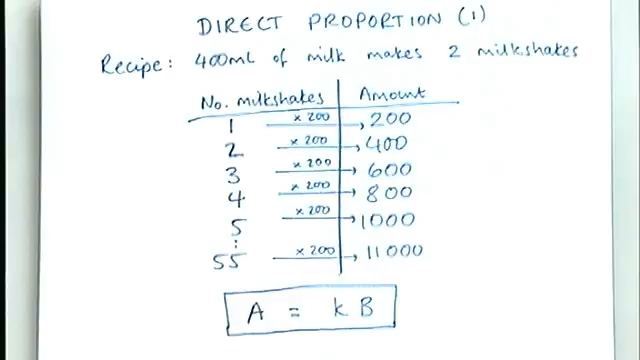 DIRECT PROPORTION (1)
Recipe: 400ml of milk makes 2 milkshakes
No. milkshakes Amount
1 × 200 → 200
2 × 200 → 400
3 × 200 → 600
4 × 200 → 800
5 × 200 → 1000
:
55 × 200 → 11000
A = kB